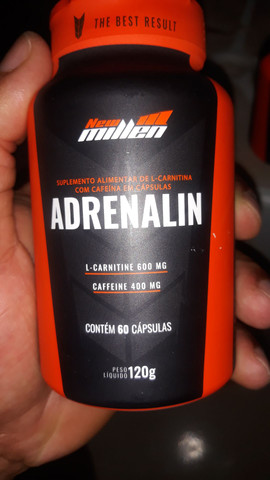 THE BEST RESULT
New
millen
SUPLEMENTO ALIMENTAR DE L-CARNITINA
COM CAFEÍNA EM CÁPSULAS
ADRENALIN
L-CARNITINE 600 MG
CAFFEINE 400 MG
CONTÉM 60 CÁPSULAS
PESO
LÍQUIDO 120g